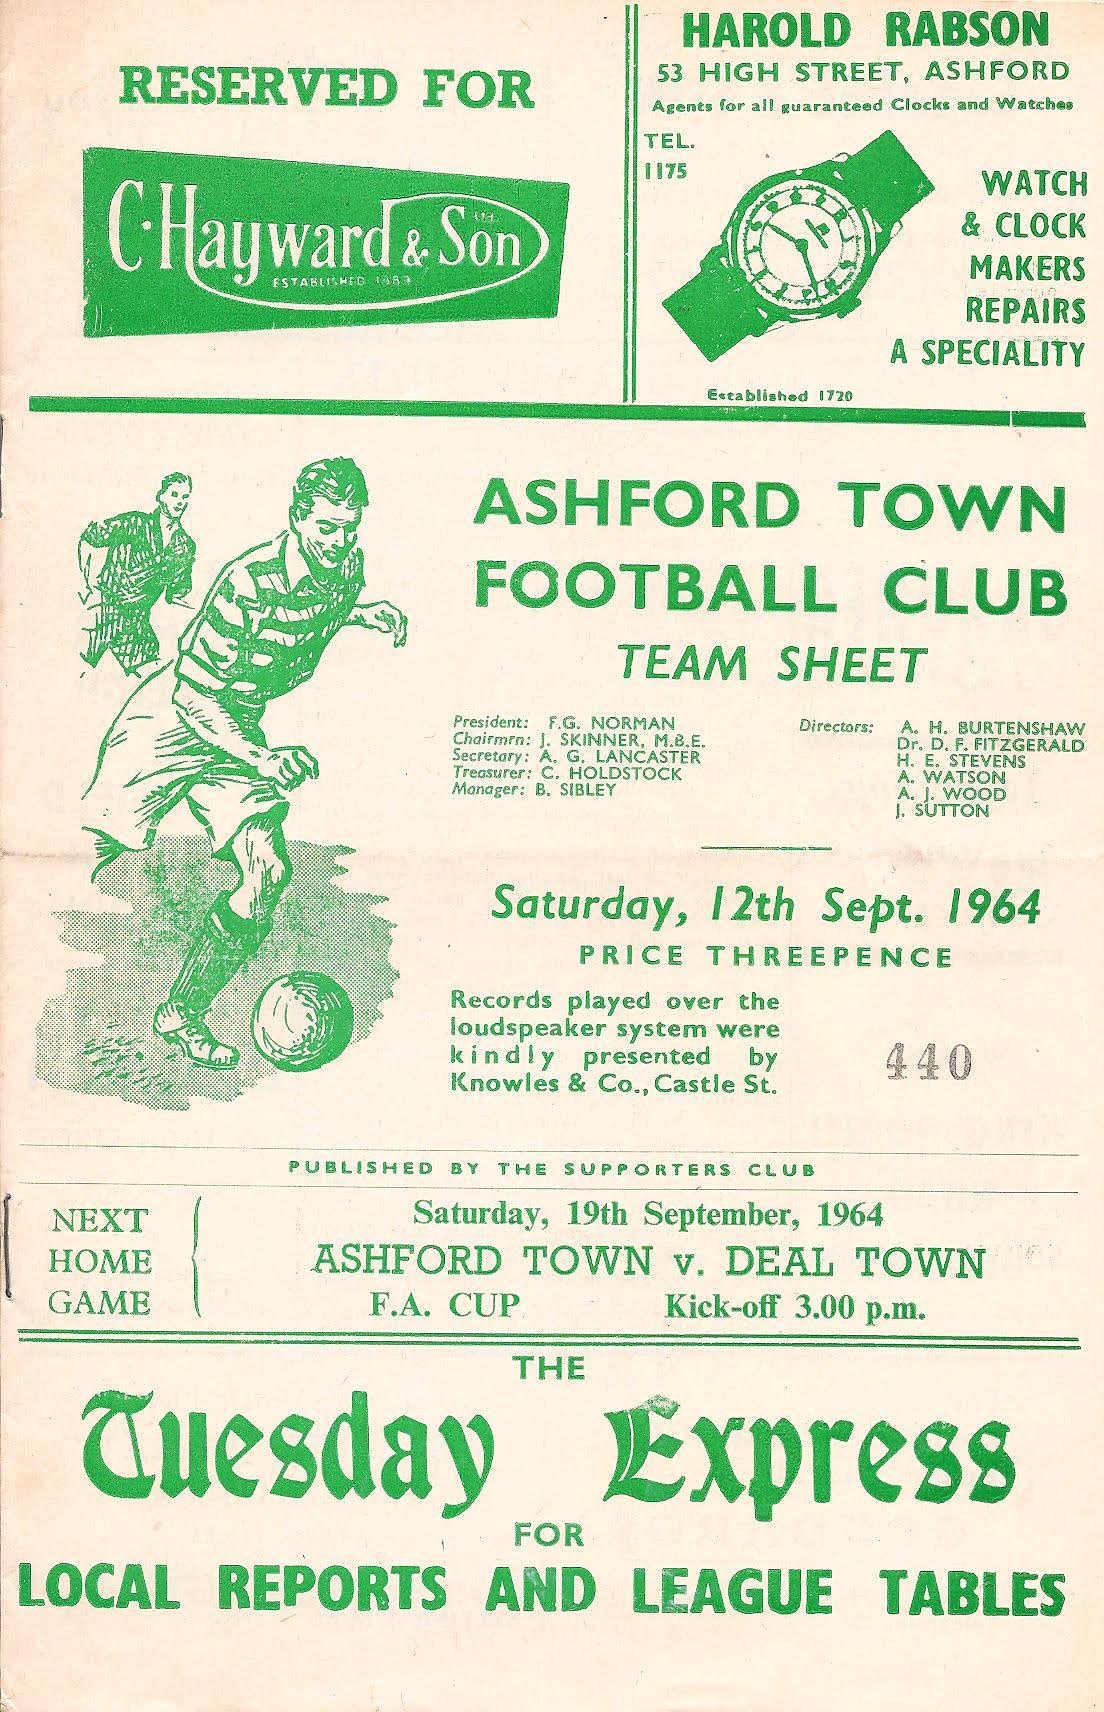 RESERVED FOR
C. Hayward & Son LTD.
ESTABLISHED 1889
HAROLD RABSON
53 HIGH STREET, ASHFORD
Agents for all guaranteed Clocks and Watches
TEL.
1175
WATCH
& CLOCK
MAKERS
REPAIRS
A SPECIALITY
Established 1720
ASHFORD TOWN
FOOTBALL CLUB
TEAM SHEET
President: F.G. NORMAN
Chairmrn: J. SKINNER, M.B.E.
Secretary: A. G. LANCASTER
Treasurer: C. HOLDSTOCK
Manager: B. SIBLEY
Directors: A. H. BURTENSHAW
Dr. D. F. FITZGERALD
H. E. STEVENS
A. WATSON
A. J. WOOD
J. SUTTON
Saturday, 12th Sept. 1964
PRICE THREEPENCE
Records played over the
loudspeaker system were
kindly presented by
Knowles & Co., Castle St.
440
PUBLISHED BY THE SUPPORTERS CLUB
NEXT
HOME
GAME
Saturday, 19th September, 1964
ASHFORD TOWN v. DEAL TOWN
F.A. CUP Kick-off 3.00 p.m.
THE
Tuesday Express
FOR
LOCAL REPORTS AND LEAGUE TABLES